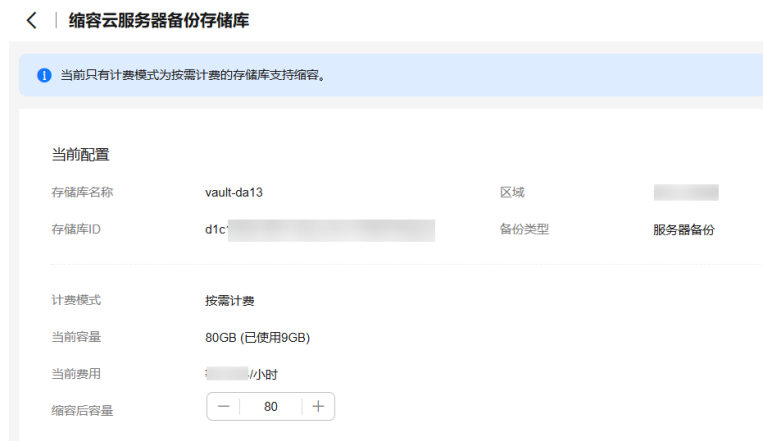 缩容云服务器备份存储库
当前只有计费模式为按需计费的存储库支持缩容。
当前配置
存储库名称 vault-da13 区域
存储库ID d1c 备份类型 服务器备份
计费模式 按需计费
当前容量 80GB (已使用9GB)
当前费用 /小时
缩容后容量 80